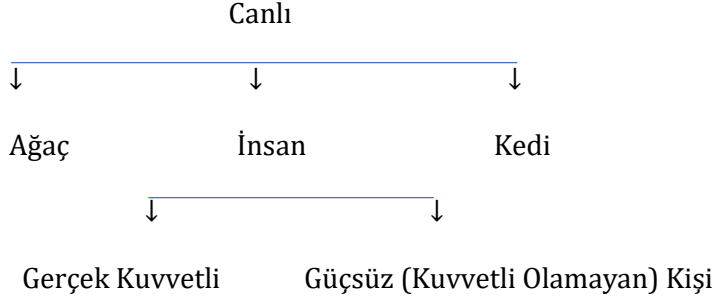 Canlı
↓ ↓ ↓
Ağaç İnsan Kedi
↓ ↓
Gerçek Kuvvetli Güçsüz (Kuvvetli Olamayan) Kişi